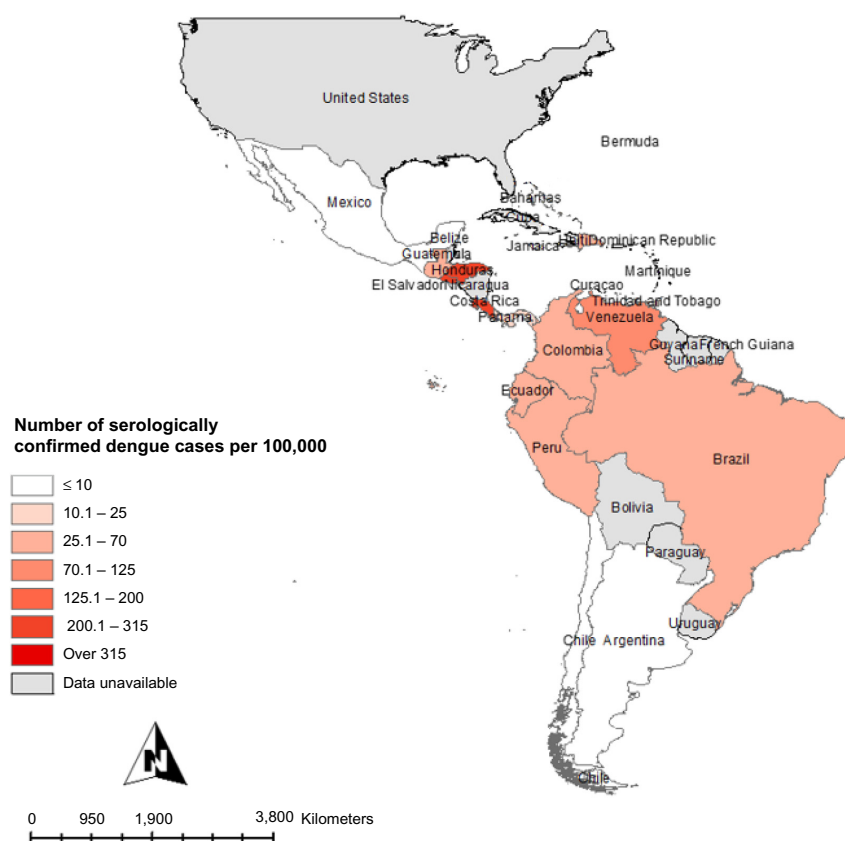 United States
Bermuda
Mexico
Bahamas
Cuba
Belize
Jamaica
Haiti Dominican Republic
Guatemala
Honduras
Martinique
El Salvador Nicaragua
Curaçao
Costa Rica
Trinidad and Tobago
Panama
Venezuela
Colombia
Guyana French Guiana
Suriname
Ecuador
Peru
Brazil
Bolivia
Paraguay
Uruguay
Chile Argentina
Chile
Number of serologically
confirmed dengue cases per 100,000
≤ 10
10.1 – 25
25.1 – 70
70.1 – 125
125.1 – 200
200.1 – 315
Over 315
Data unavailable
N
0 950 1,900 3,800 Kilometers